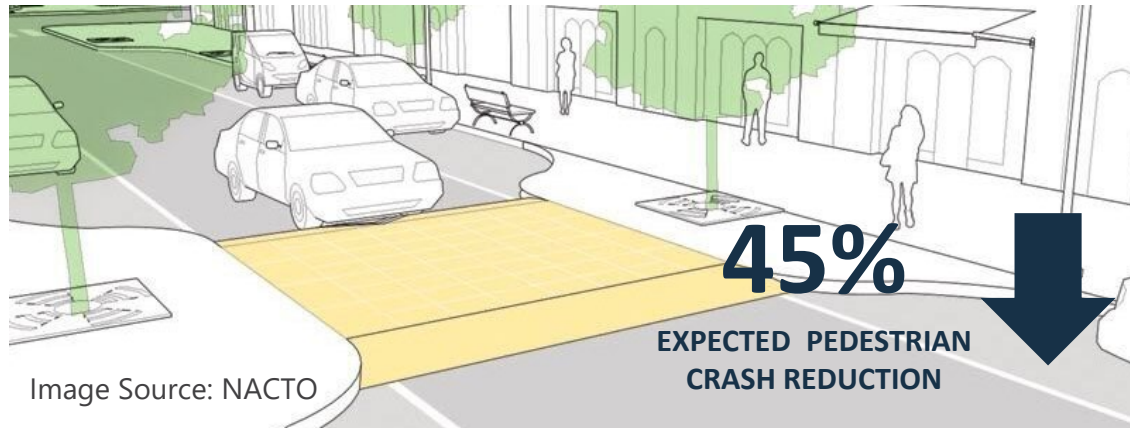 45%
EXPECTED PEDESTRIAN
CRASH REDUCTION
Image Source: NACTO